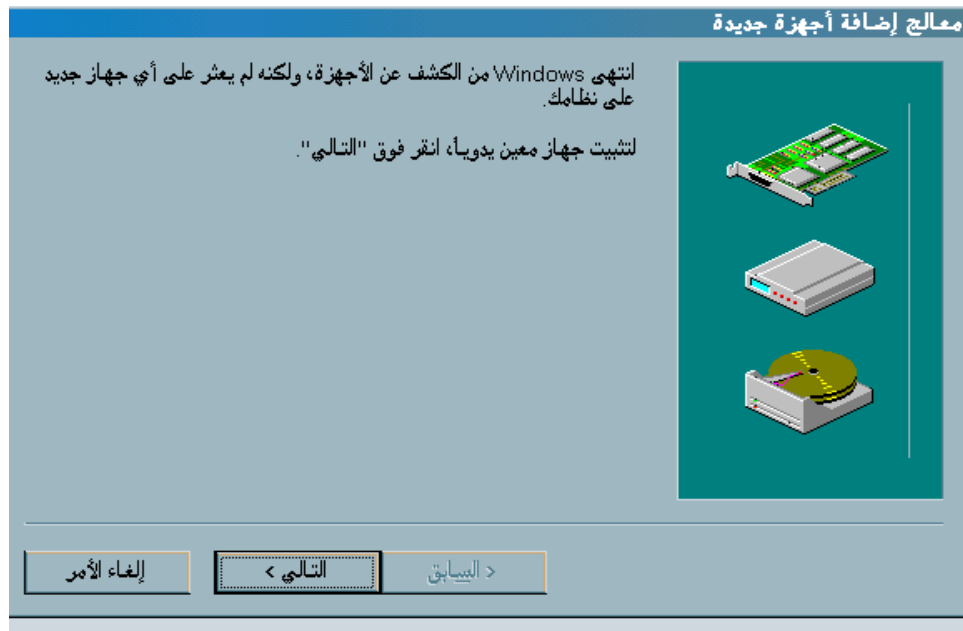 معالج إضافة أجهزة جديدة
انتهى Windows من الكشف عن الأجهزة، ولكنه لم يعثر على أي جهاز جديد
على نظامك.
لتثبيت جهاز معين يدوياً، انقر فوق "التالي".
< السابق
التالي >
إلغاء الأمر